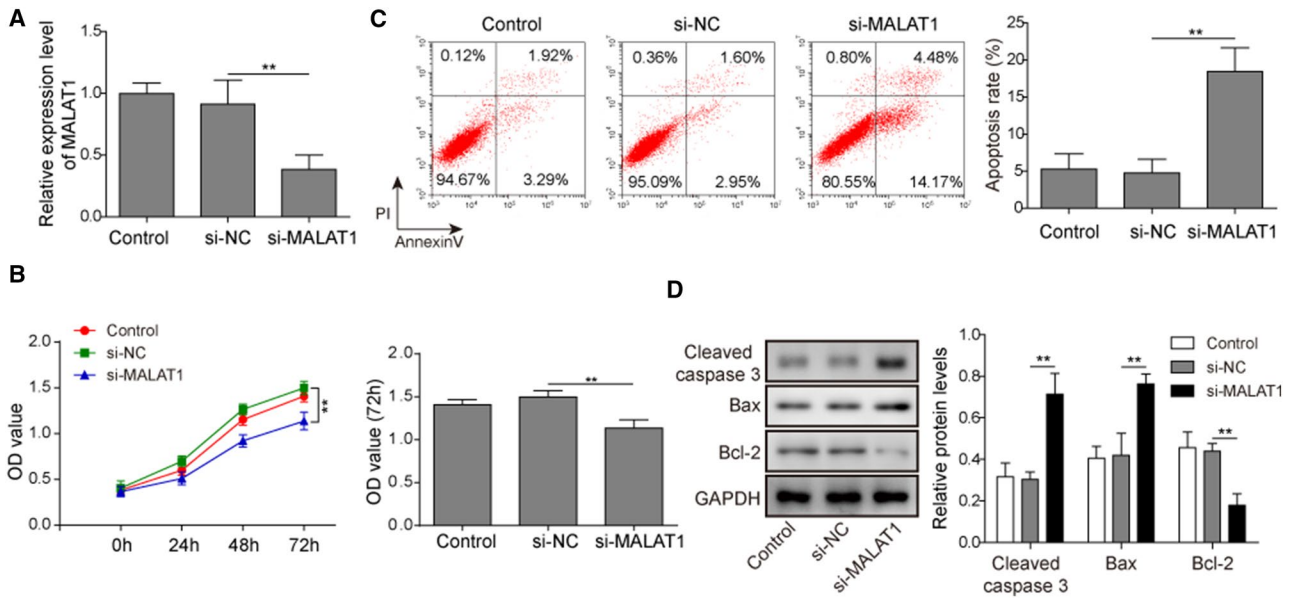 A
Relative expression level
of MALAT1
1.5
1.0
0.5
0.0
Control
si-NC
si-MALAT1
**
C
Control
si-NC
si-MALAT1
0.12%
1.92%
94.67%
3.29%
0.36%
1.60%
95.09%
2.95%
0.80%
4.48%
80.55%
14.17%
PI
AnnexinV
Apoptosis rate (%)
25
20
15
10
5
0
**
Control
si-NC
si-MALAT1
B
Control
si-NC
si-MALAT1
OD value
2.0
1.5
1.0
0.5
0.0
0h
24h
48h
72h
**
OD value (72h)
2.0
1.5
1.0
0.5
0.0
**
Control
si-NC
si-MALAT1
D
Cleaved
caspase 3
Bax
Bcl-2
GAPDH
Control
si-NC
si-MALAT1
Relative protein levels
1.0
0.8
0.6
0.4
0.2
0.0
**
**
**
Control
si-NC
si-MALAT1
Cleaved
caspase 3
Bax
Bcl-2